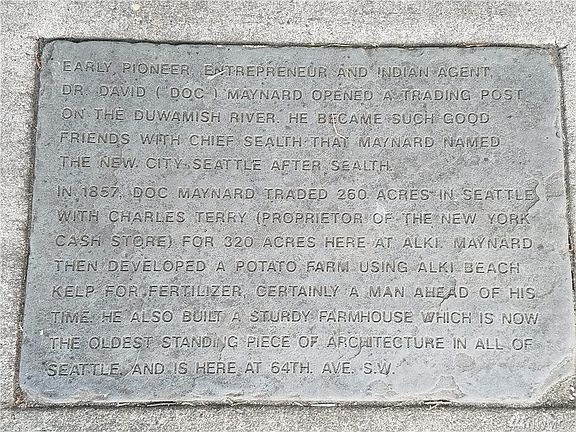 EARLY PIONEER, ENTREPRENEUR AND INDIAN AGENT,
DR. DAVID ("DOC") MAYNARD OPENED A TRADING POST
ON THE DUWAMISH RIVER. HE BECAME SUCH GOOD
FRIENDS WITH CHIEF SEALTH THAT MAYNARD NAMED
THE NEW CITY SEATTLE AFTER SEALTH.
IN 1857, DOC MAYNARD TRADED 260 ACRES IN SEATTLE
WITH CHARLES TERRY (PROPRIETOR OF THE NEW YORK
CASH STORE) FOR 320 ACRES HERE AT ALKI. MAYNARD
THEN DEVELOPED A POTATO FARM USING ALKI BEACH
KELP FOR FERTILIZER, CERTAINLY A MAN AHEAD OF HIS
TIME. HE ALSO BUILT A STURDY FARMHOUSE WHICH IS NOW
THE OLDEST STANDING PIECE OF ARCHITECTURE IN ALL OF
SEATTLE, AND IS HERE AT 64TH. AVE. S.W.